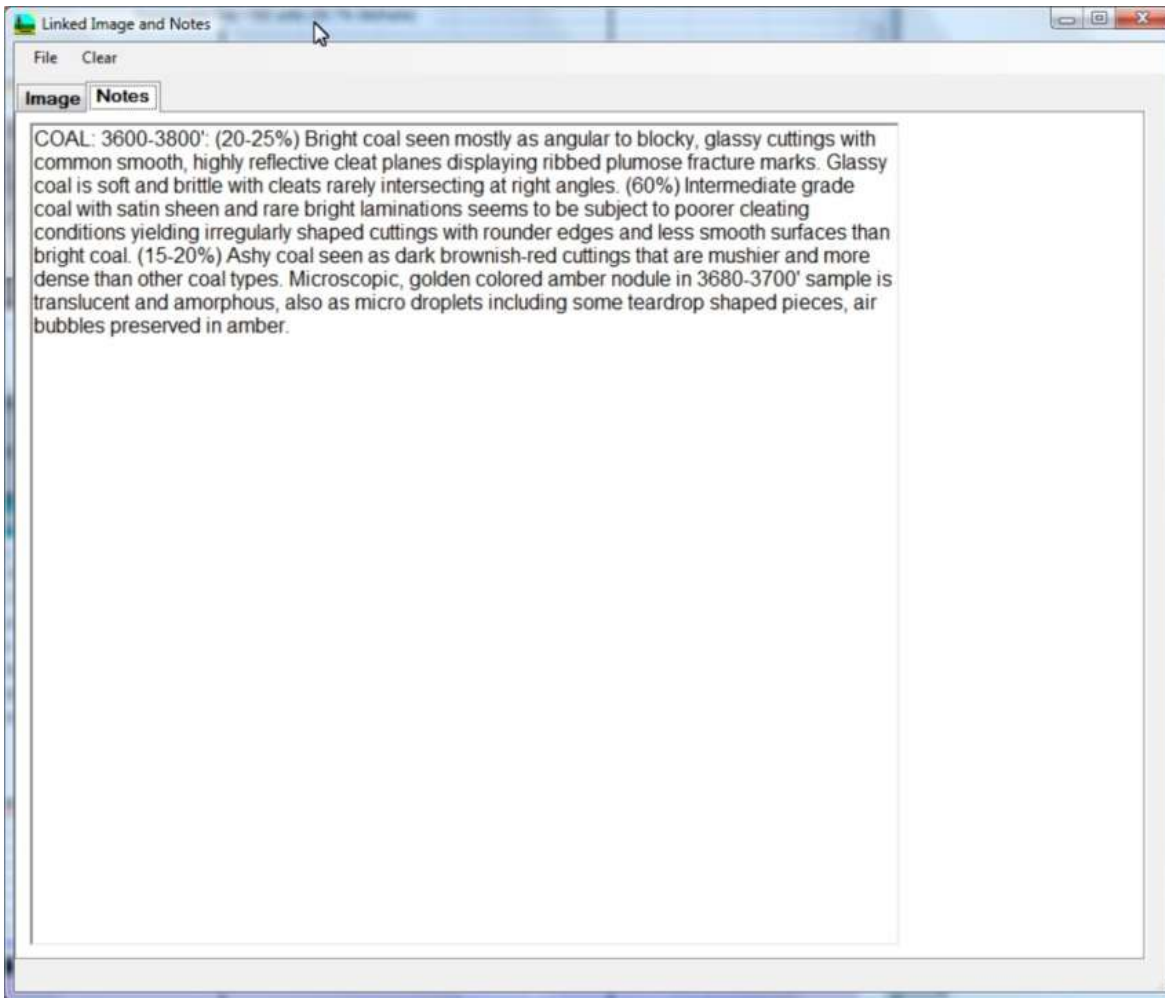 Linked Image and Notes
File Clear
Image Notes
COAL: 3600-3800': (20-25%) Bright coal seen mostly as angular to blocky, glassy cuttings with
common smooth, highly reflective cleat planes displaying ribbed plumose fracture marks. Glassy
coal is soft and brittle with cleats rarely intersecting at right angles. (60%) Intermediate grade
coal with satin sheen and rare bright laminations seems to be subject to poorer cleating
conditions yielding irregularly shaped cuttings with rounder edges and less smooth surfaces than
bright coal. (15-20%) Ashy coal seen as dark brownish-red cuttings that are mushier and more
dense than other coal types. Microscopic, golden colored amber nodule in 3680-3700' sample is
translucent and amorphous, also as micro droplets including some teardrop shaped pieces, air
bubbles preserved in amber.